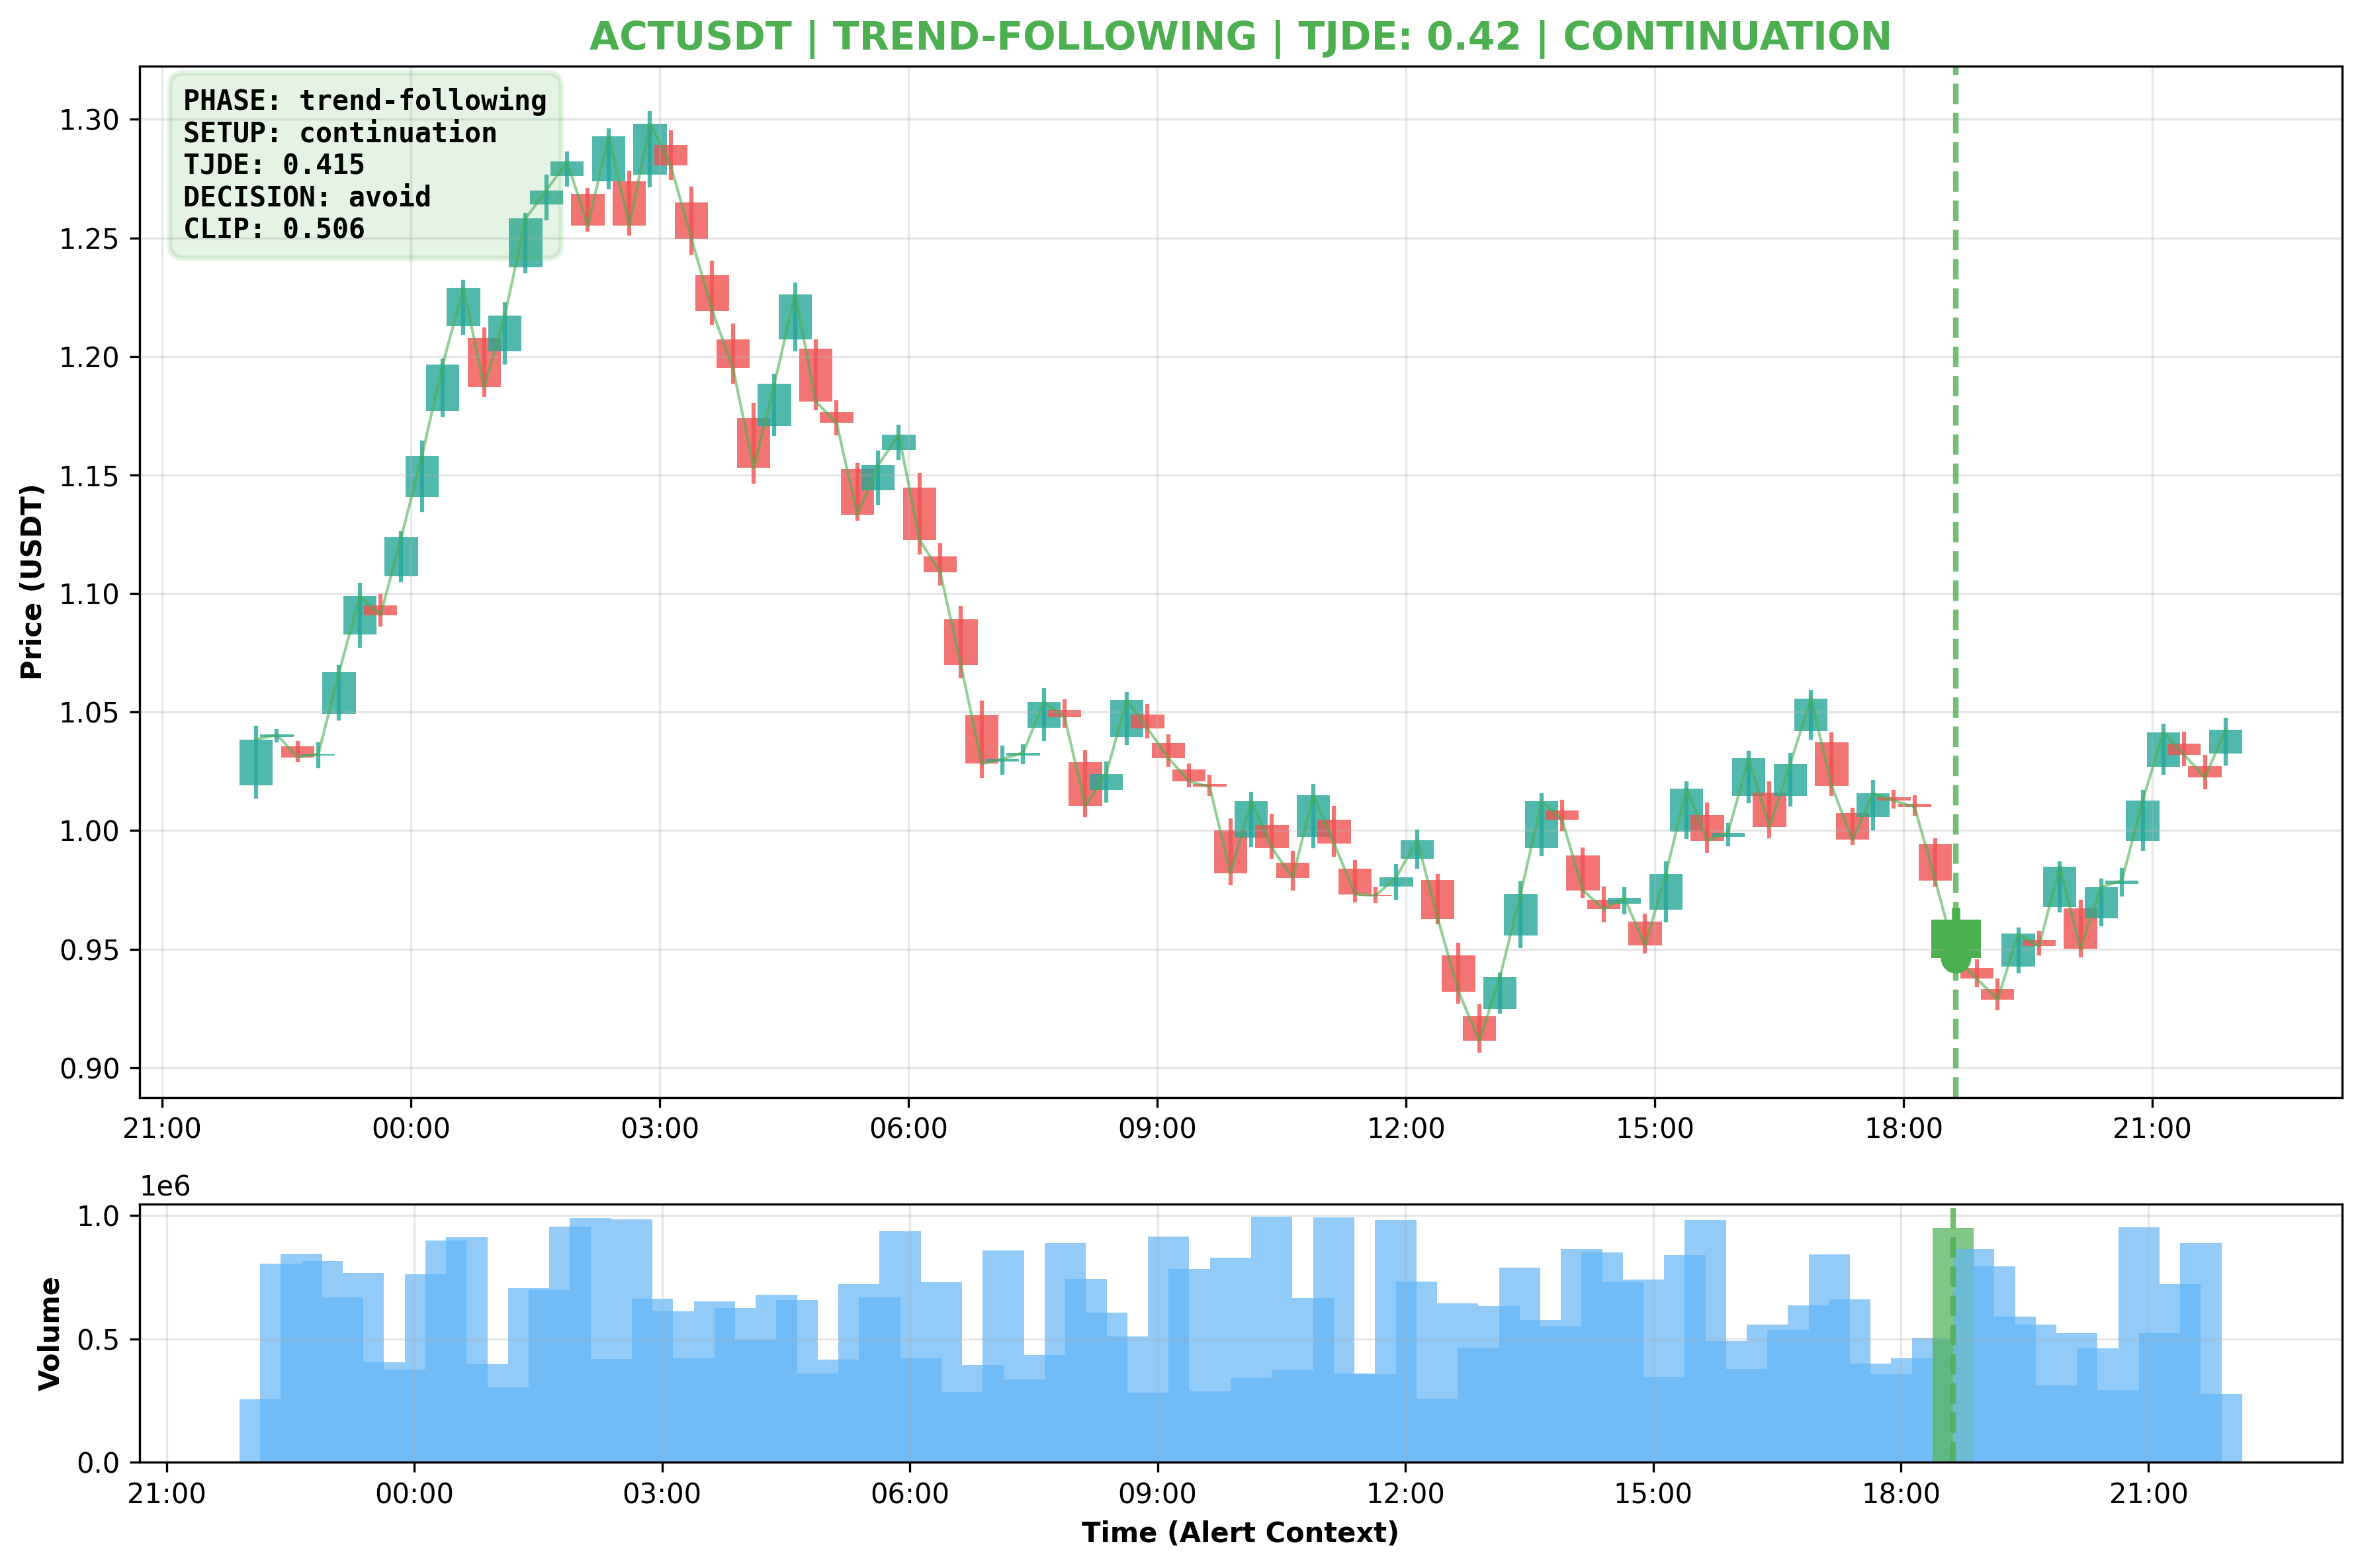 ACTUSDT | TREND-FOLLOWING | TJDE: 0.42 | CONTINUATION
PHASE: trend-following
SETUP: continuation
TJDE: 0.415
DECISION: avoid
CLIP: 0.506
Price (USDT)
1.30
1.25
1.20
1.15
1.10
1.05
1.00
0.95
0.90
21:00 00:00 03:00 06:00 09:00 12:00 15:00 18:00 21:00
1e6
Volume
1.0
0.5
0.0
21:00 00:00 03:00 06:00 09:00 12:00 15:00 18:00 21:00
Time (Alert Context)